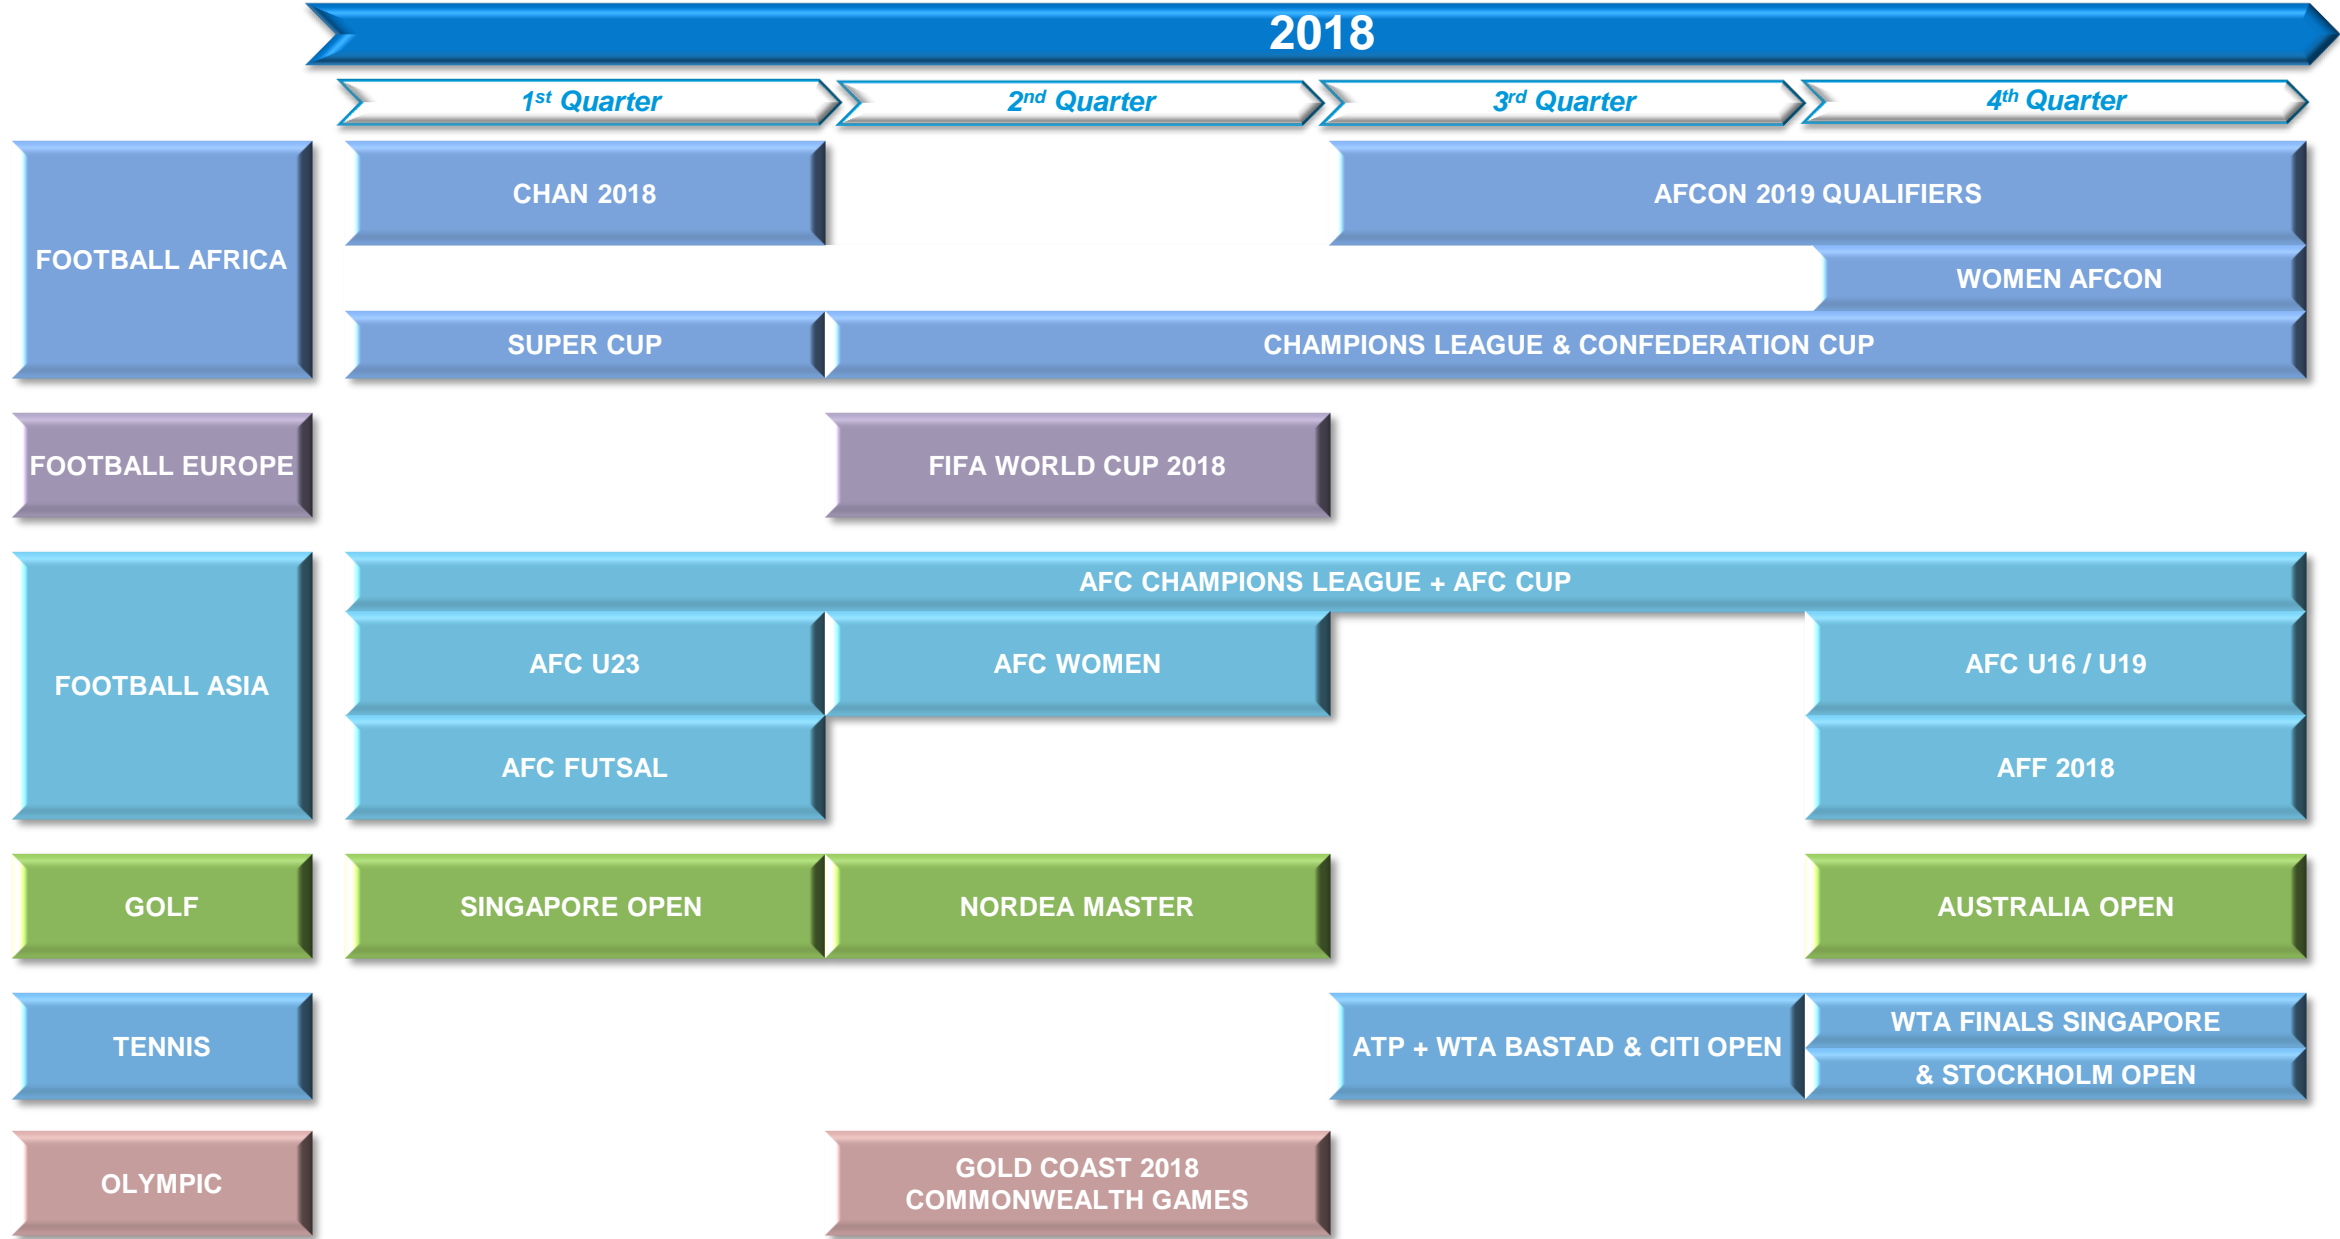 2018
1st Quarter
2nd Quarter
3rd Quarter
4th Quarter
FOOTBALL AFRICA
CHAN 2018
AFCON 2019 QUALIFIERS
WOMEN AFCON
SUPER CUP
CHAMPIONS LEAGUE & CONFEDERATION CUP
FOOTBALL EUROPE
FIFA WORLD CUP 2018
FOOTBALL ASIA
AFC CHAMPIONS LEAGUE + AFC CUP
AFC U23
AFC WOMEN
AFC U16 / U19
AFC FUTSAL
AFF 2018
GOLF
SINGAPORE OPEN
NORDEA MASTER
AUSTRALIA OPEN
TENNIS
ATP + WTA BASTAD & CITI OPEN
WTA FINALS SINGAPORE
& STOCKHOLM OPEN
OLYMPIC
GOLD COAST 2018
COMMONWEALTH GAMES